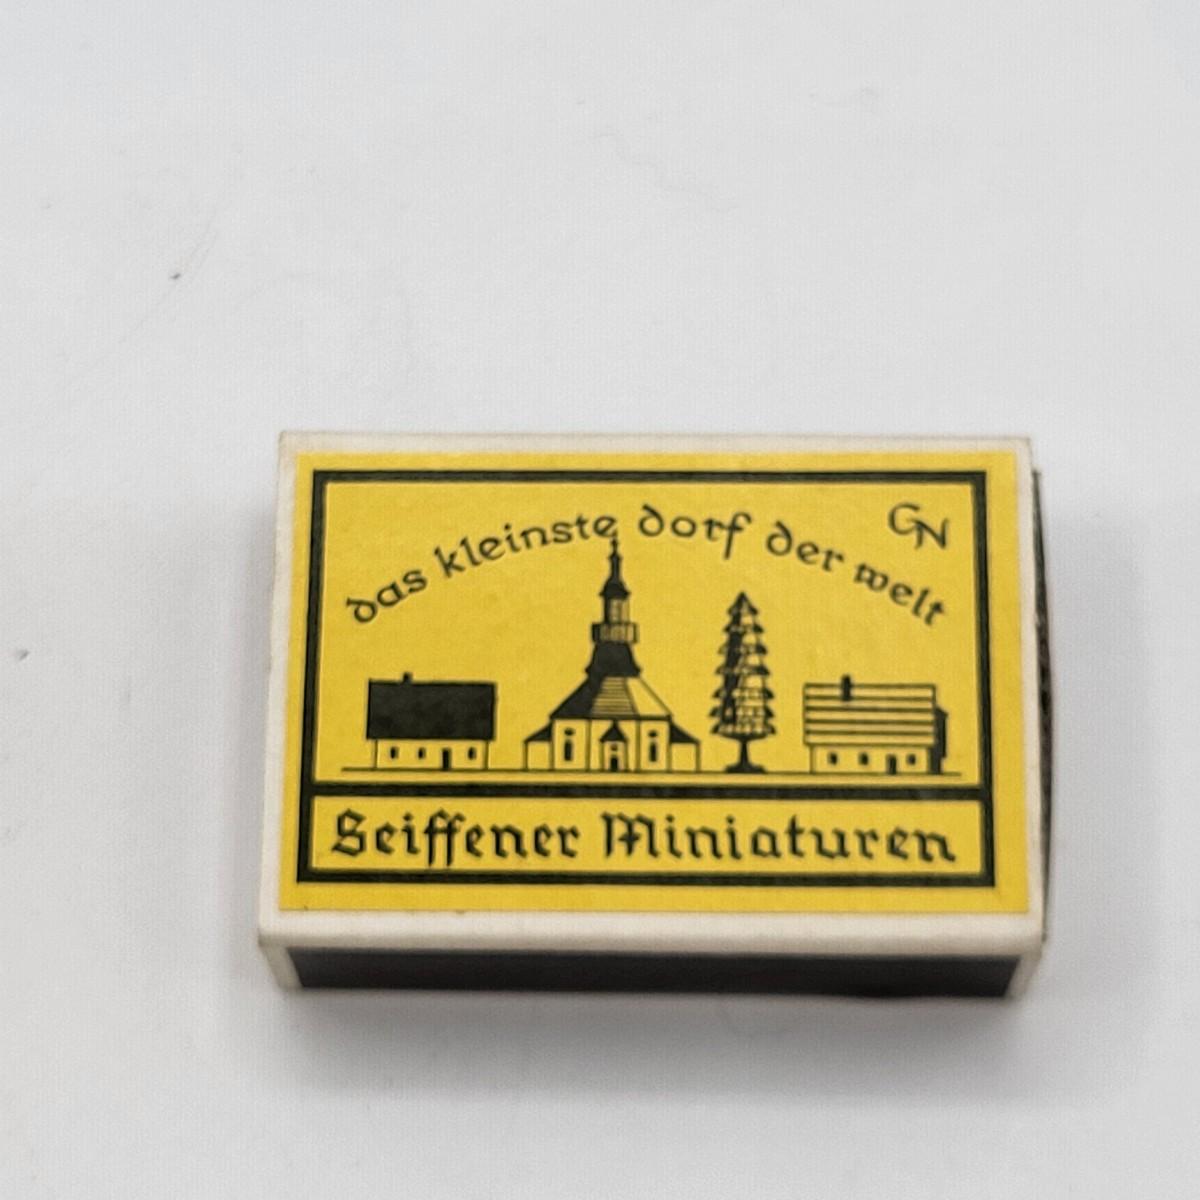 das kleinste dorf der welt
GN
Seiffener Miniaturen